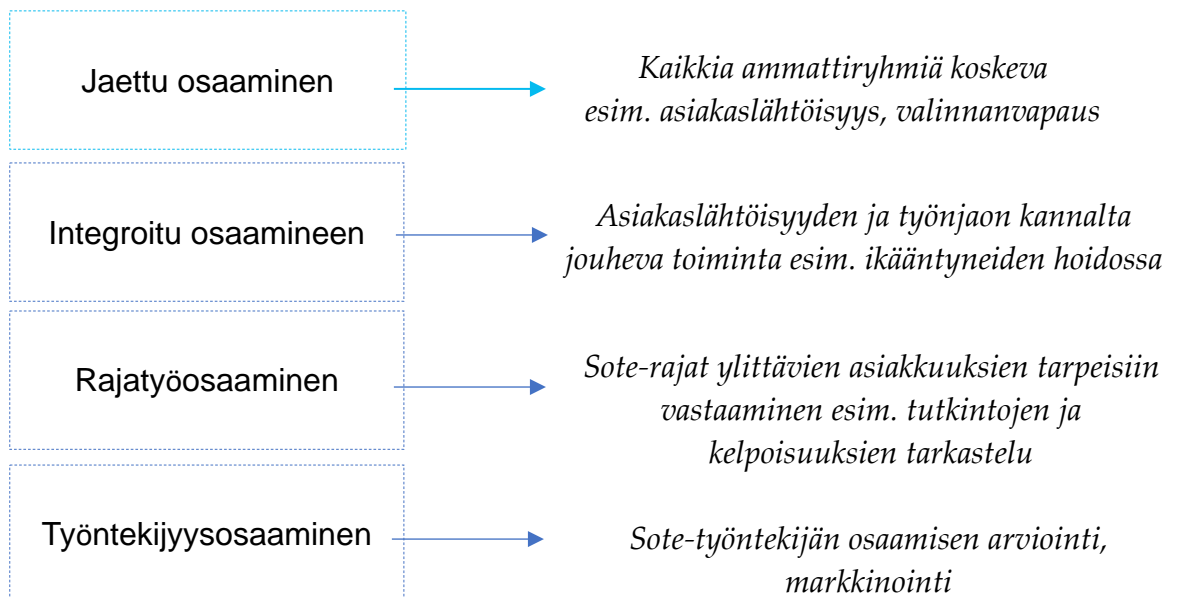 Jaettu osaaminen
Kaikkia ammattiryhmiä koskeva
esim. asiakaslähtöisyys, valinnanvapaus
Integroitu osaamineen
Asiakaslähtöisyyden ja työnjaon kannalta
jouheva toiminta esim. ikääntyneiden hoidossa
Rajatyöosaaminen
Sote-rajat ylittävien asiakkuuksien tarpeisiin
vastaaminen esim. tutkintojen ja
kelpoisuuksien tarkastelu
Työntekijyysosaaminen
Sote-työntekijän osaamisen arviointi,
markkinointi